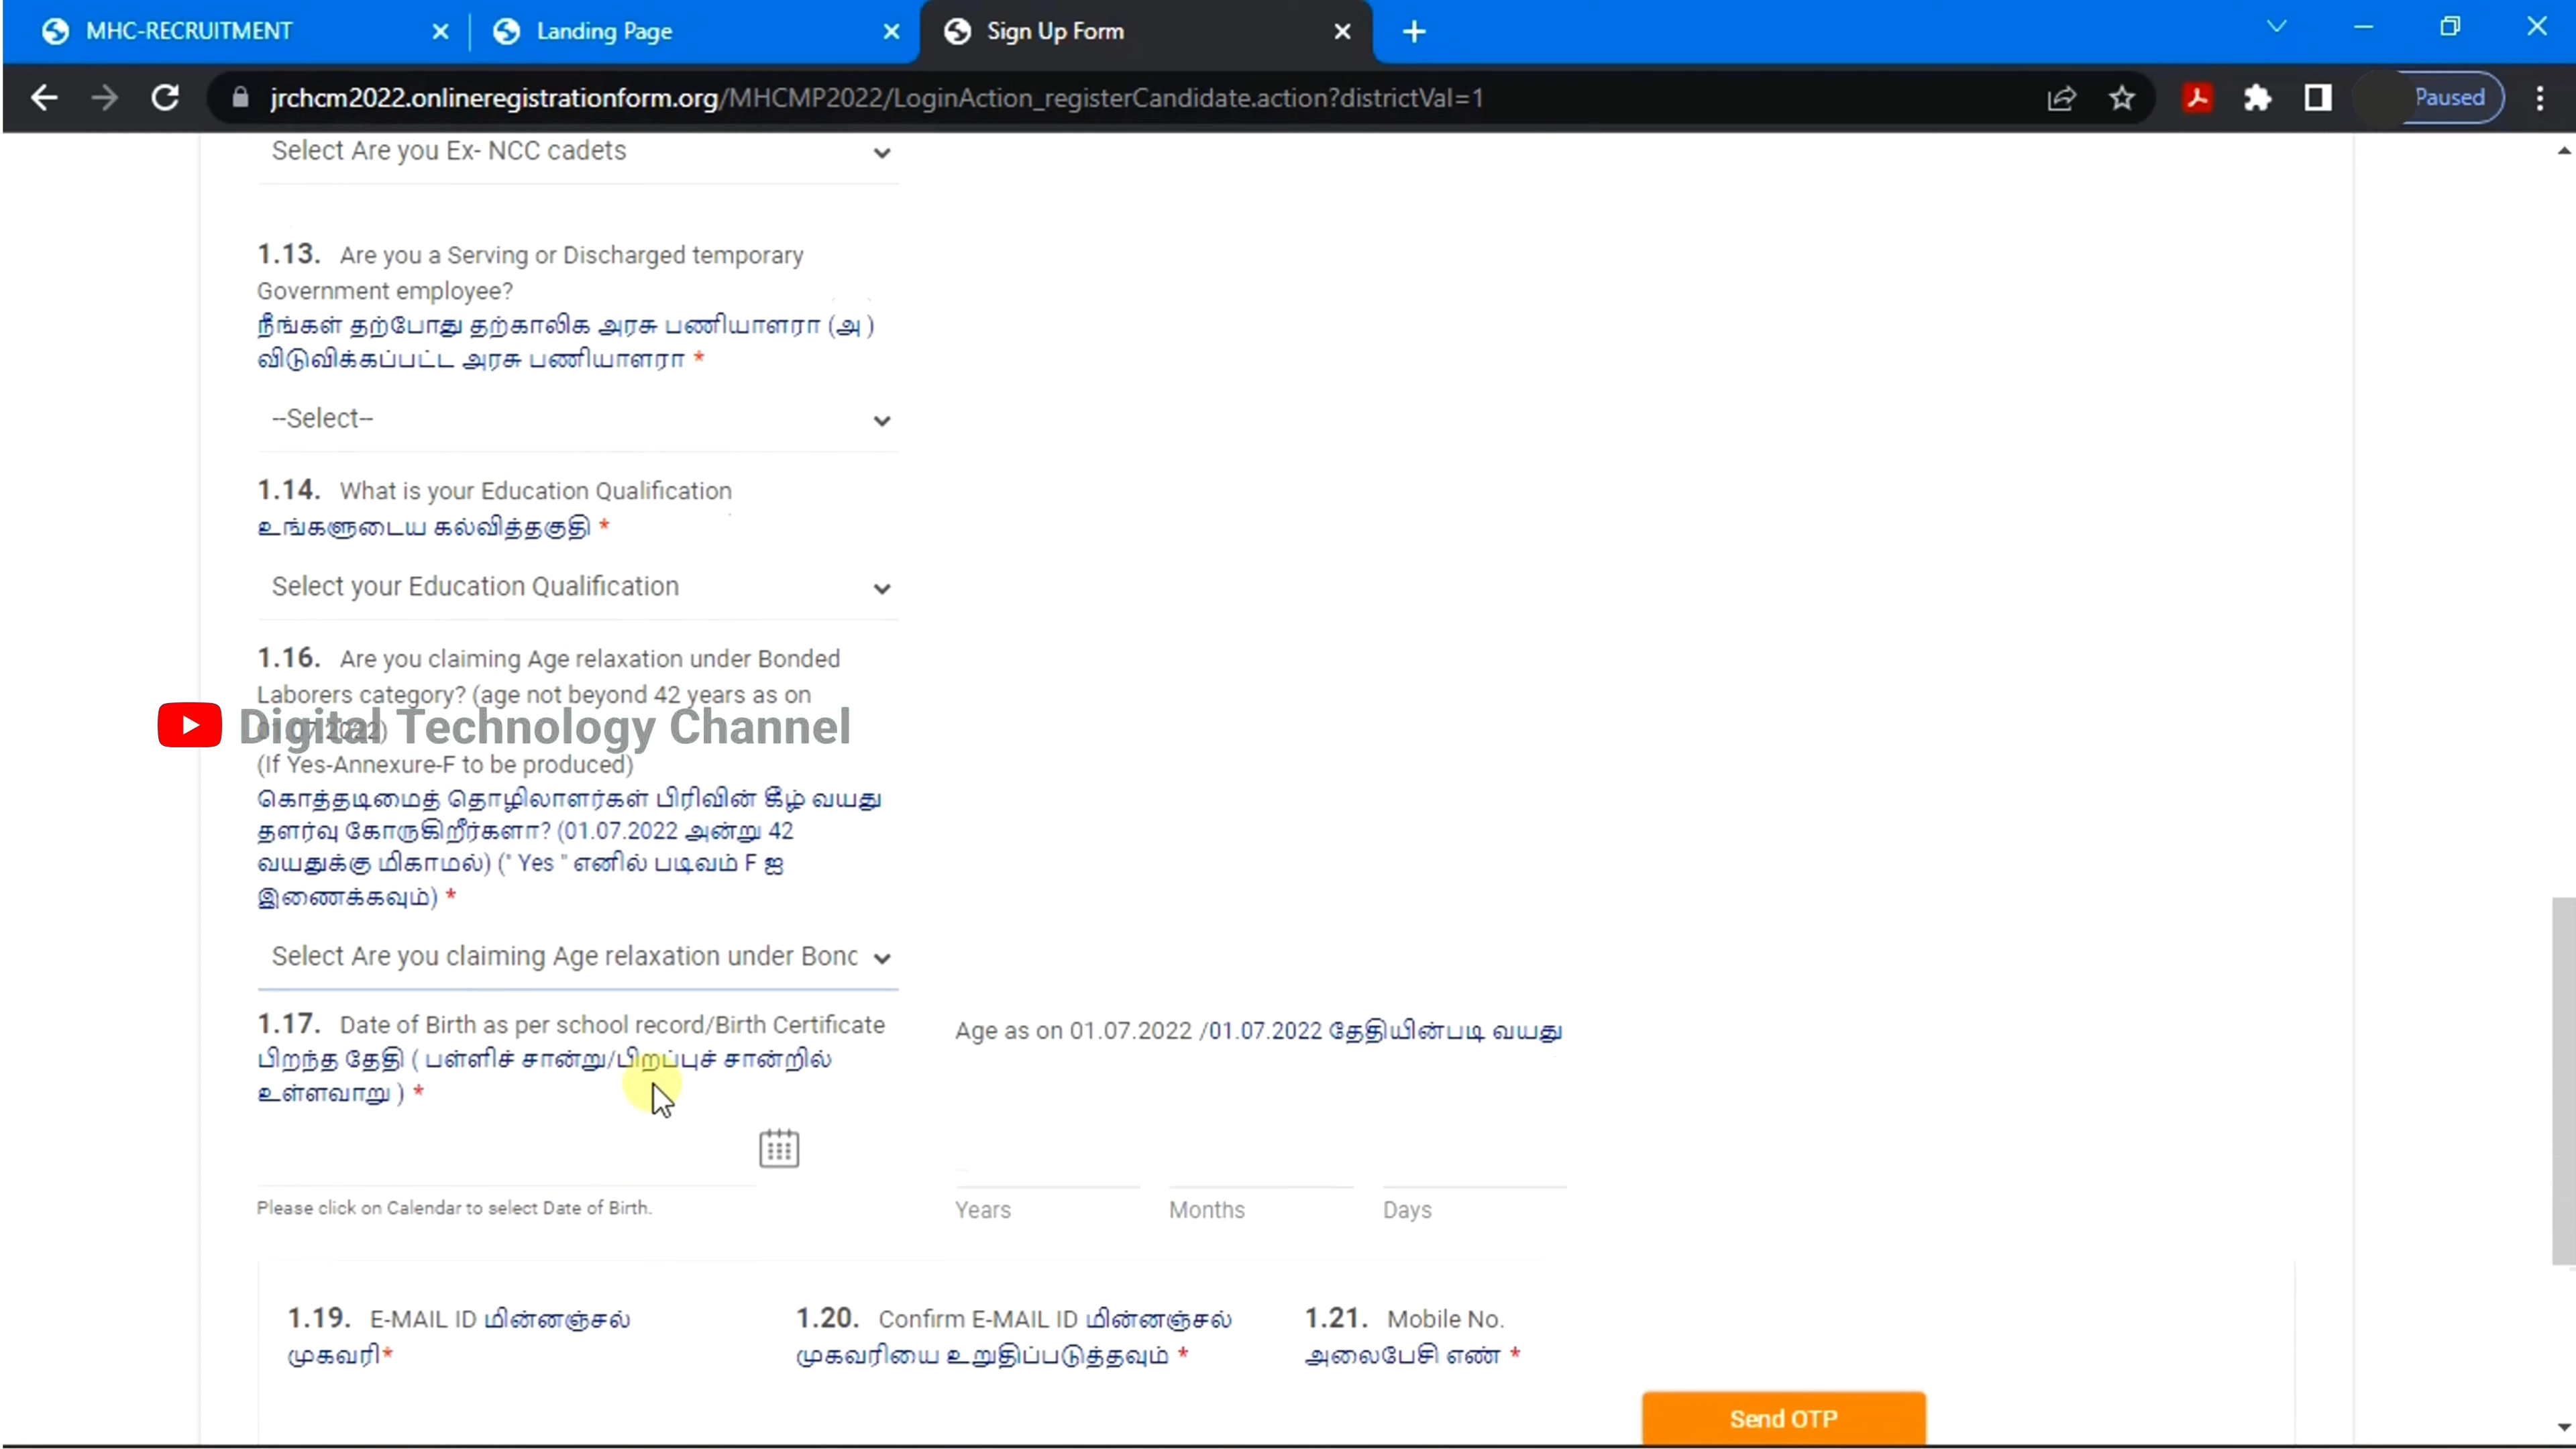 MHC-RECRUITMENT
Landing Page
Sign Up Form
jrchcm2022.onlineregistrationform.org/MHCMP2022/LoginAction_registerCandidate.action?districtVal=1
Paused
Select Are you Ex- NCC cadets
1.13. Are you a Serving or Discharged temporary
Government employee?
நீங்கள் தற்போது தற்காலிக அரசு பணியாளரா (அ )
விடுவிக்கப்பட்ட அரசு பணியாளரா *
--Select--
1.14. What is your Education Qualification
உங்களுடைய கல்வித்தகுதி *
Select your Education Qualification
1.16. Are you claiming Age relaxation under Bonded
Laborers category? (age not beyond 42 years as on
01.07.2022)
Digital Technology Channel
(If Yes-Annexure-F to be produced)
கொத்தடிமைத் தொழிலாளர்கள் பிரிவின் கீழ் வயது
தளர்வு கோருகிறீர்களா? (01.07.2022 அன்று 42
வயதுக்கு மிகாமல்) (" Yes " எனில் படிவம் F ஐ
இணைக்கவும்) *
Select Are you claiming Age relaxation under Bonc
1.17. Date of Birth as per school record/Birth Certificate
பிறந்த தேதி ( பள்ளிச் சான்று/பிறப்புச் சான்றில்
உள்ளவாறு ) *
Age as on 01.07.2022 /01.07.2022 தேதியின்படி வயது
Please click on Calendar to select Date of Birth.
Years Months Days
1.19. E-MAIL ID மின்னஞ்சல்
முகவரி*
1.20. Confirm E-MAIL ID மின்னஞ்சல்
முகவரியை உறுதிப்படுத்தவும் *
1.21. Mobile No.
அலைபேசி எண் *
Send OTP